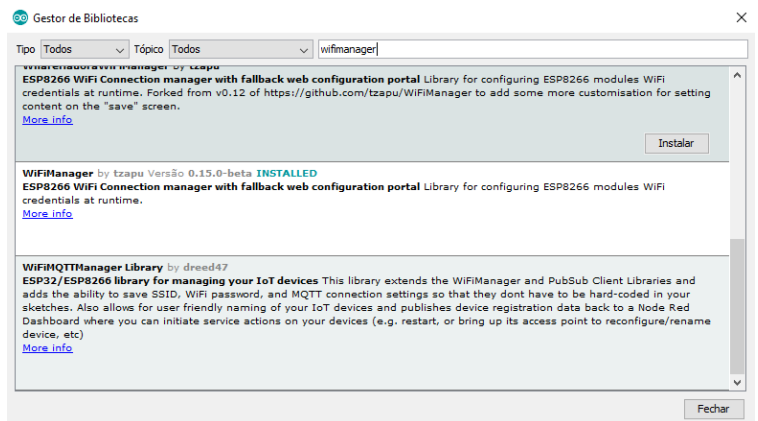 Gestor de Bibliotecas
Tipo Todos Tópico Todos wifimanager
WhareHauoraWiFiManager by tzapu
ESP8266 WiFi Connection manager with fallback web configuration portal Library for configuring ESP8266 modules WiFi
credentials at runtime. Forked from v0.12 of https://github.com/tzapu/WiFiManager to add some more customisation for setting
content on the "save" screen.
More info
Instalar
WiFiManager by tzapu Versão 0.15.0-beta INSTALLED
ESP8266 WiFi Connection manager with fallback web configuration portal Library for configuring ESP8266 modules WiFi
credentials at runtime.
More info
WiFiMQTTManager Library by dreed47
ESP32/ESP8266 library for managing your IoT devices This library extends the WiFiManager and PubSub Client Libraries and
adds the ability to save SSID, WiFi password, and MQTT connection settings so that they dont have to be hard-coded in your
sketches. Also allows for user friendly naming of your IoT devices and publishes device registration data back to a Node Red
Dashboard where you can initiate service actions on your devices (e.g. restart, or bring up its access point to reconfigure/rename
device, etc)
More info
Fechar